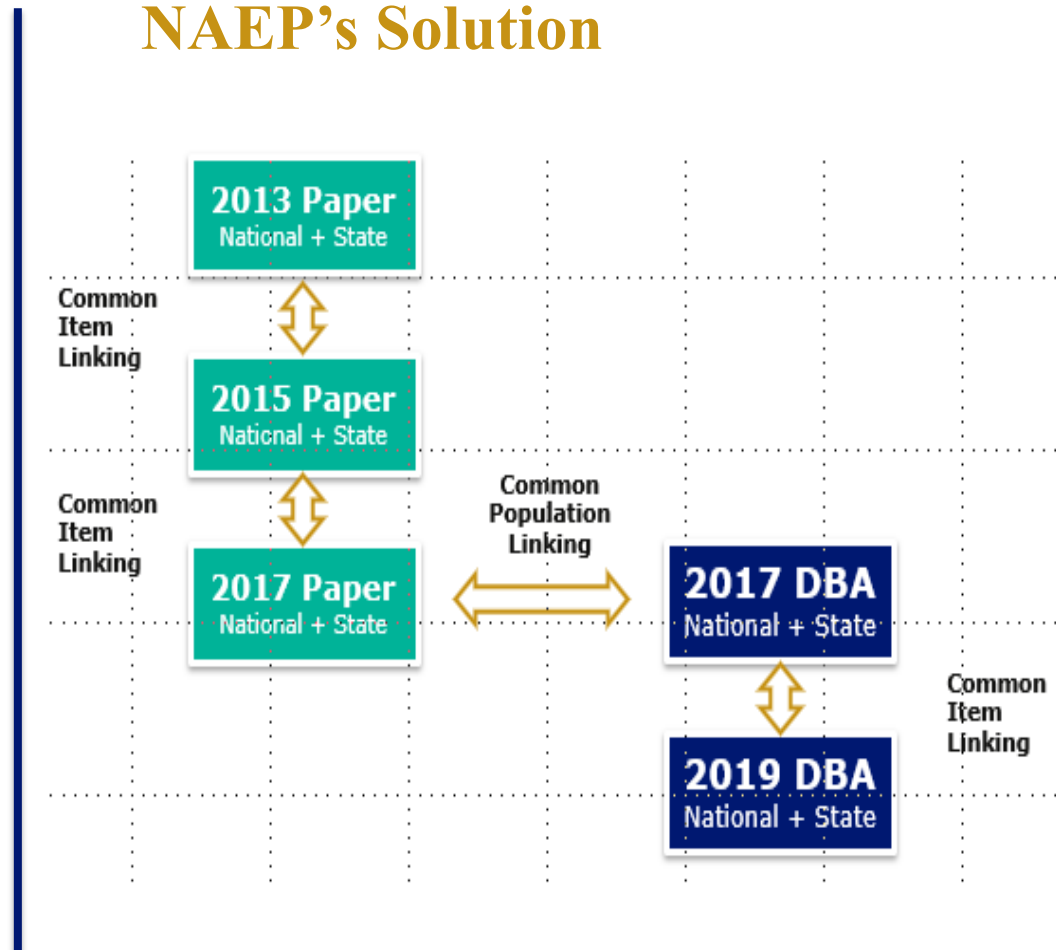 NAEP’s Solution
2013 Paper
National + State
Common
Item
Linking
2015 Paper
National + State
Common
Item
Linking
Common
Population
Linking
2017 Paper
National + State
2017 DBA
National + State
Common
Item
Linking
2019 DBA
National + State